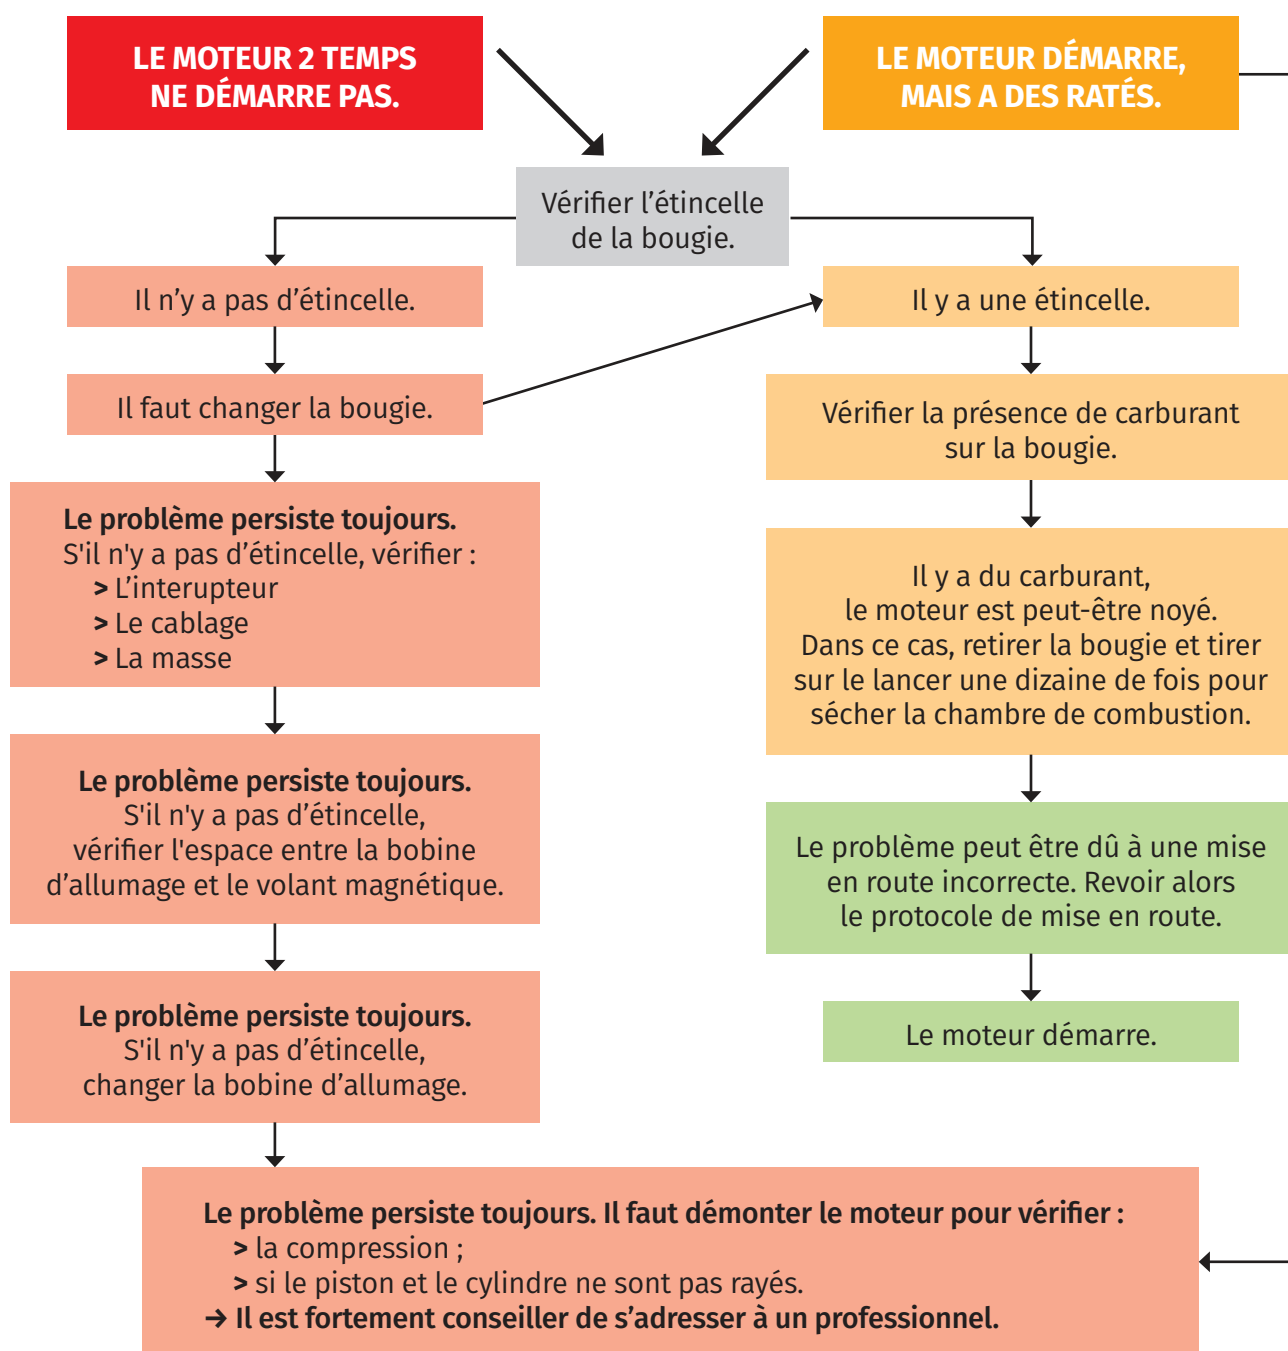 LE MOTEUR 2 TEMPS
NE DÉMARRE PAS.
LE MOTEUR DÉMARRE,
MAIS A DES RATÉS.
Vérifier l’étincelle
de la bougie.
Il n’y a pas d’étincelle.
Il y a une étincelle.
Il faut changer la bougie.
Vérifier la présence de carburant
sur la bougie.
Le problème persiste toujours.
S'il n'y a pas d’étincelle, vérifier :
> L’interupteur
> Le cablage
> La masse
Il y a du carburant,
le moteur est peut-être noyé.
Dans ce cas, retirer la bougie et tirer
sur le lancer une dizaine de fois pour
sécher la chambre de combustion.
Le problème persiste toujours.
S'il n'y a pas d’étincelle,
vérifier l'espace entre la bobine
d’allumage et le volant magnétique.
Le problème peut être dû à une mise
en route incorrecte. Revoir alors
le protocole de mise en route.
Le problème persiste toujours.
S'il n'y a pas d’étincelle,
changer la bobine d’allumage.
Le moteur démarre.
Le problème persiste toujours. Il faut démonter le moteur pour vérifier :
> la compression ;
> si le piston et le cylindre ne sont pas rayés.
→ Il est fortement conseiller de s’adresser à un professionnel.